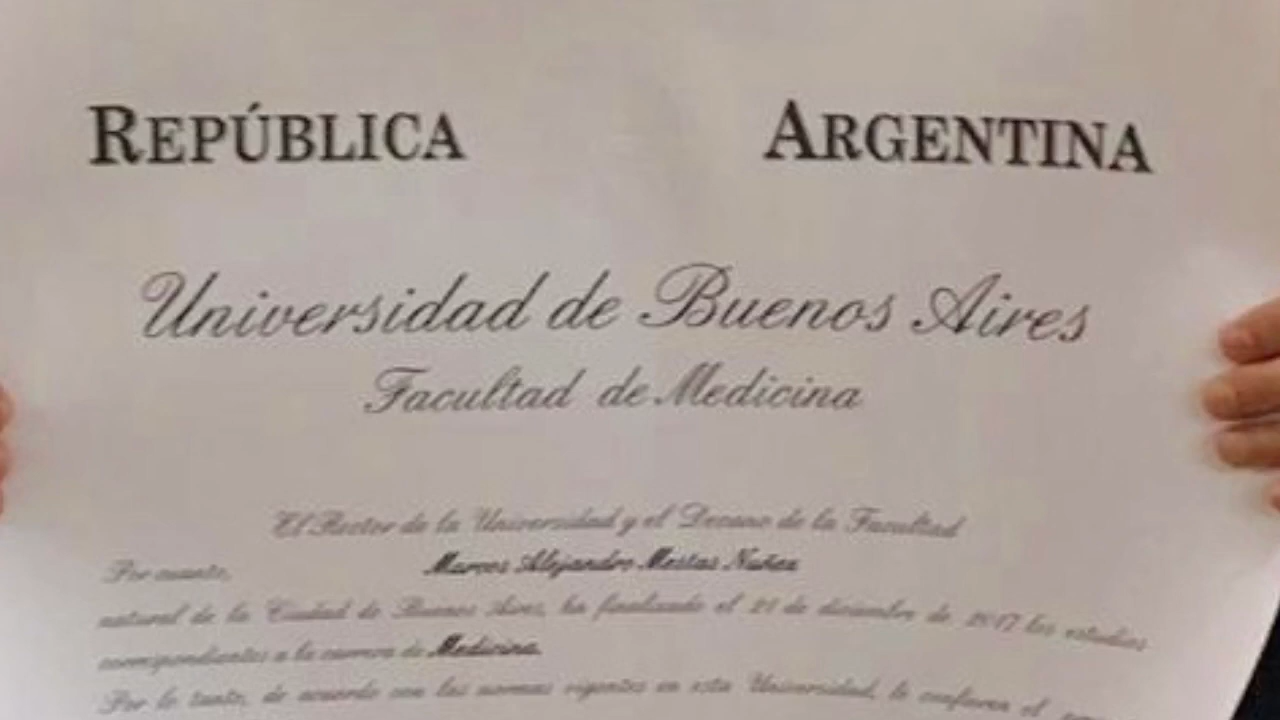 REPÚBLICA ARGENTINA
Universidad de Buenos Aires
Facultad de Medicina
El Rector de la Universidad y el Decano de la Facultad
Por cuanto, Marcos Alejandro Mestas Nuñez
natural de la Ciudad de Buenos Aires, ha finalizado el 21 de diciembre de 2017 los estudios
correspondientes a la carrera de Medicina.
Por lo tanto, de acuerdo con las normas vigentes en esta Universidad, le confieren el